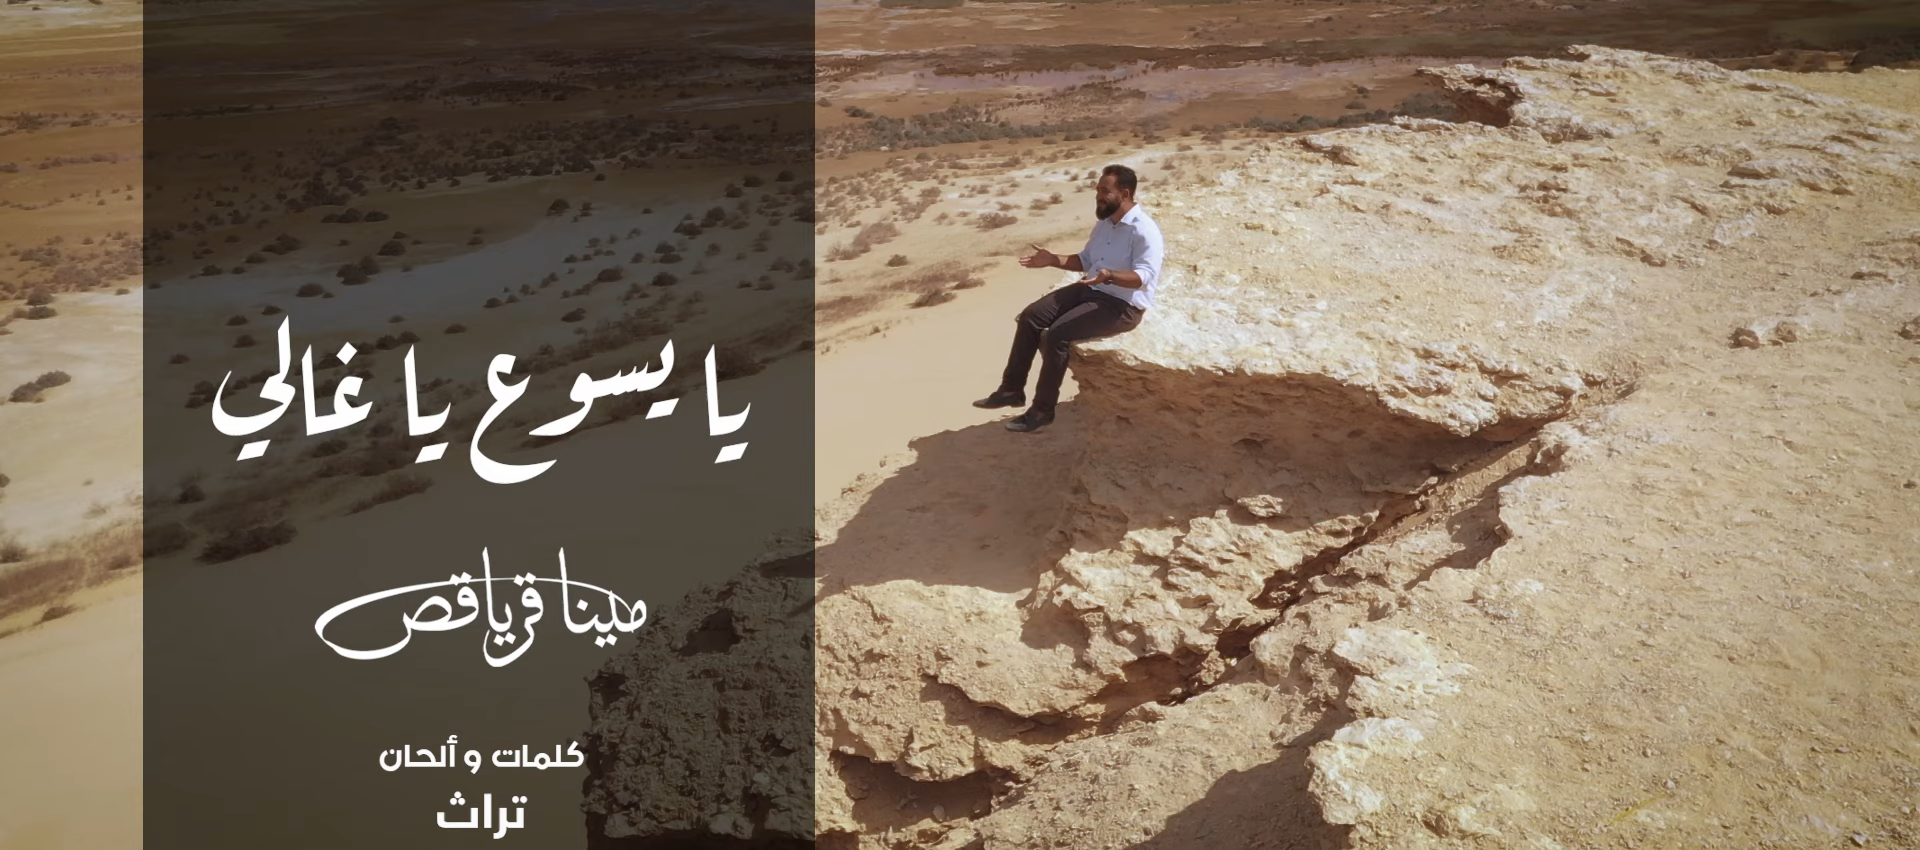 يا يسوع يا غالي
مينا قرياقص
كلمات و ألحان
تراث